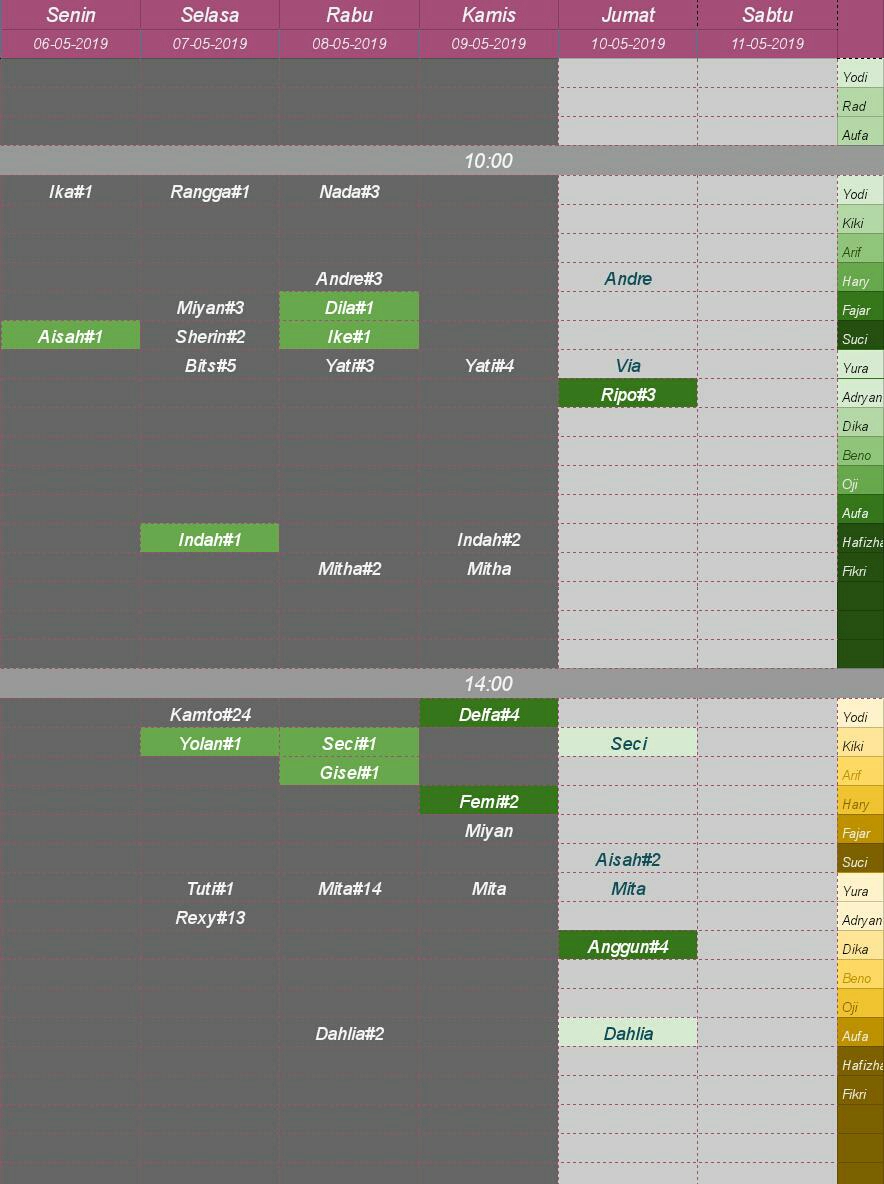 Senin Selasa Rabu Kamis Jumat Sabtu
06-05-2019 07-05-2019 08-05-2019 09-05-2019 10-05-2019 11-05-2019
Yodi
Rad
Aufa
10:00
Ika#1 Rangga#1 Nada#3 Yodi
Kiki
Arif
Andre#3 Andre Hary
Miyan#3 Dila#1 Fajar
Aisah#1 Sherin#2 Ike#1 Suci
Bits#5 Yati#3 Yati#4 Via Yura
Ripo#3 Adryan
Dika
Beno
Oji
Aufa
Indah#1 Indah#2 Hafizha
Mitha#2 Mitha Fikri
14:00
Kamto#24 Delfa#4 Yodi
Yolan#1 Seci#1 Seci Kiki
Gisel#1 Arif
Femi#2 Hary
Miyan Fajar
Aisah#2 Suci
Tuti#1 Mita#14 Mita Mita Yura
Rexy#13 Adryan
Anggun#4 Dika
Beno
Oji
Dahlia#2 Dahlia Aufa
Hafizha
Fikri